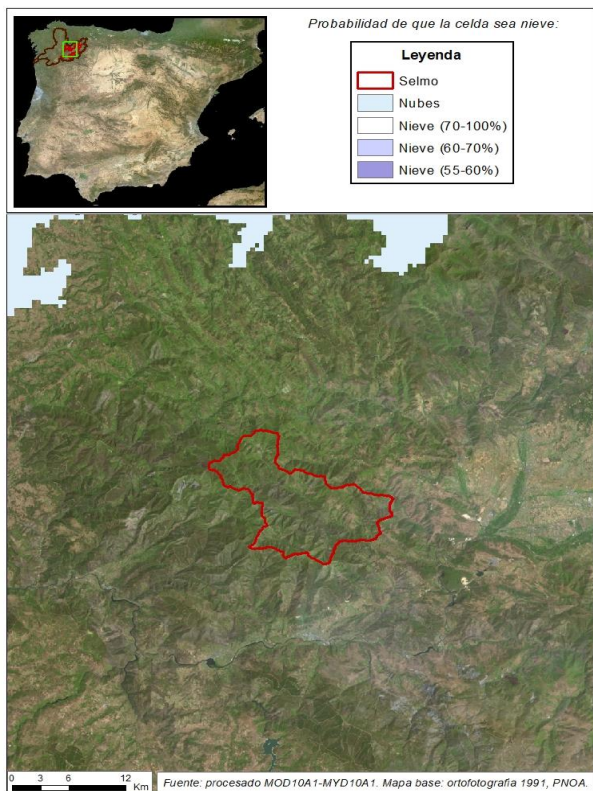 Probabilidad de que la celda sea nieve:
Leyenda
Selmo
Nubes
Nieve (70-100%)
Nieve (60-70%)
Nieve (55-60%)
0 3 6 12 Km
Fuente: procesado MOD10A1-MYD10A1. Mapa base: ortofotografía 1991, PNOA.